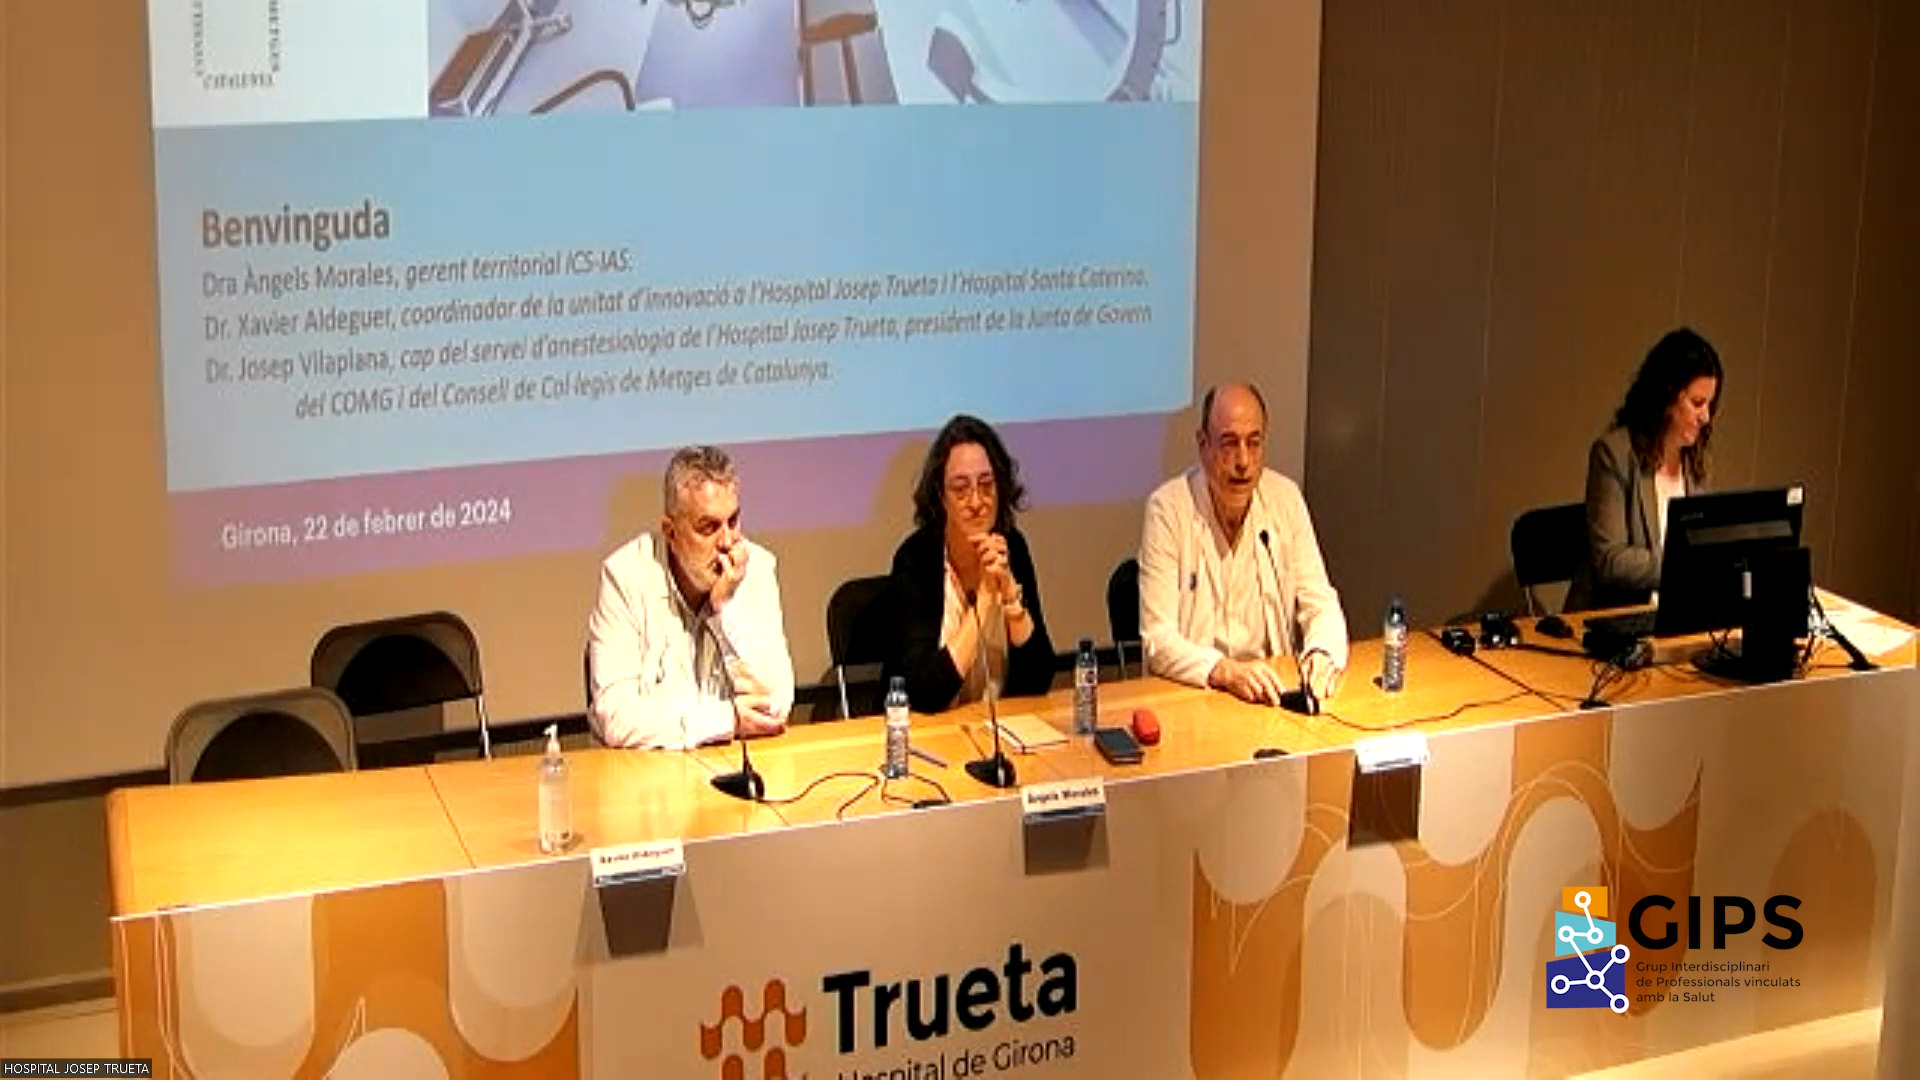 CATALUNYA
Benvinguda
Dra Àngels Morales, gerent territorial ICS-IAS.
Dr. Xavier Aldeguer, coordinador de la unitat d'innovació a l'Hospital Josep Trueta i l'Hospital Santa Caterina.
Dr. Josep Vilaplana, cap del servei d'anestesiologia de l'Hospital Josep Trueta, president de la Junta de Govern
del COMG i del Consell de Col·legis de Metges de Catalunya.
Girona, 22 de febrer de 2024
Xavier Aldeguer
Àngels Morales
Trueta
Hospital de Girona
GIPS
Grup Interdisciplinari
de Professionals vinculats
amb la Salut
HOSPITAL JOSEP TRUETA